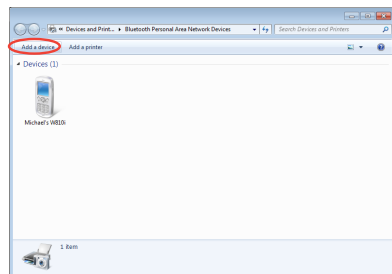 « Devices and Print... ▸ Bluetooth Personal Area Network Devices
Search Devices and Printers
Add a device
Add a printer
Devices (1)
Michael's W810i
1 item